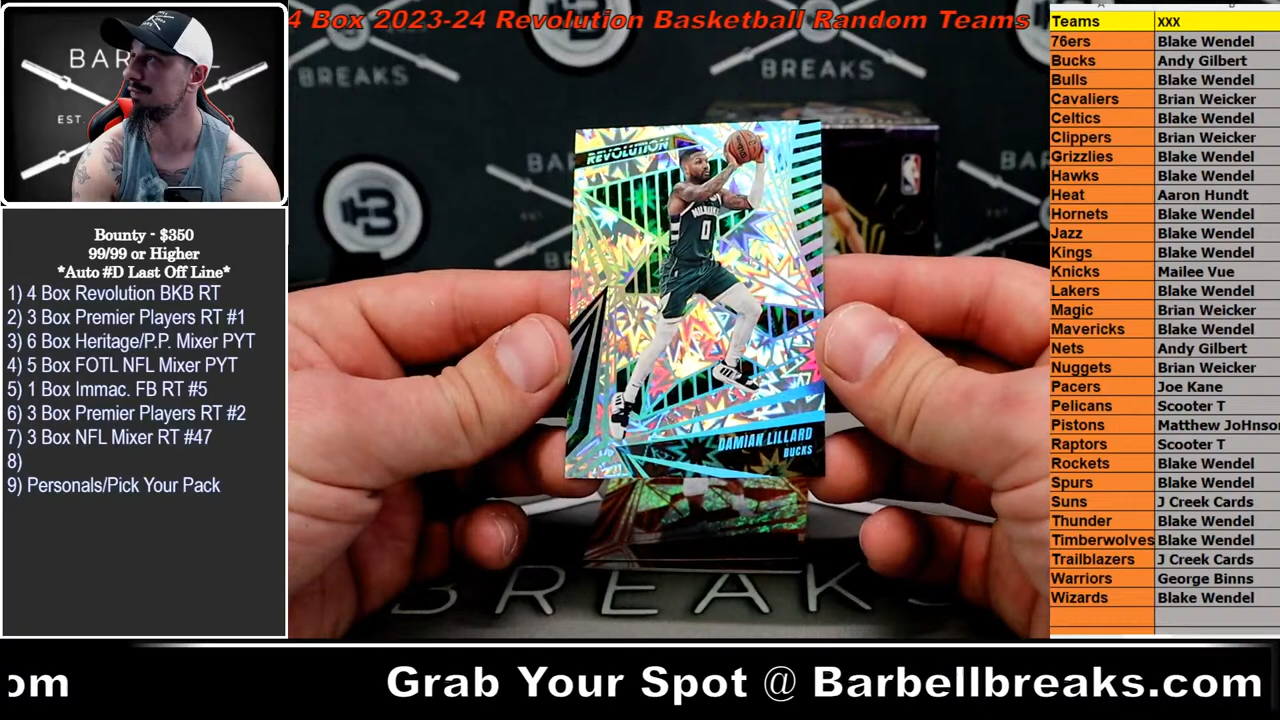 4 Box 2023-24 Revolution Basketball Random Teams
BAR
EST.
BREAKS
BREAKS
Bounty - $350
99/99 or Higher
*Auto #D Last Off Line*
1) 4 Box Revolution BKB RT
2) 3 Box Premier Players RT #1
3) 6 Box Heritage/P.P. Mixer PYT
4) 5 Box FOTL NFL Mixer PYT
5) 1 Box Immac. FB RT #5
6) 3 Box Premier Players RT #2
7) 3 Box NFL Mixer RT #47
8)
9) Personals/Pick Your Pack
REVOLUTION
MILWAUKEE
0
DAMIAN LILLARD
BUCKS
BREAK
Teams xxx
76ers Blake Wendel
Bucks Andy Gilbert
Bulls Blake Wendel
Cavaliers Brian Weicker
Celtics Blake Wendel
Clippers Brian Weicker
Grizzlies Blake Wendel
Hawks Blake Wendel
Heat Aaron Hundt
Hornets Blake Wendel
Jazz Blake Wendel
Kings Blake Wendel
Knicks Mailee Vue
Lakers Blake Wendel
Magic Brian Weicker
Mavericks Blake Wendel
Nets Andy Gilbert
Nuggets Brian Weicker
Pacers Joe Kane
Pelicans Scooter T
Pistons Matthew JoHnso
Raptors Scooter T
Rockets Blake Wendel
Spurs Blake Wendel
Suns J Creek Cards
Thunder Blake Wendel
Timberwolves Blake Wendel
Trailblazers J Creek Cards
Warriors George Binns
Wizards Blake Wendel
om Grab Your Spot @ Barbellbreaks.com